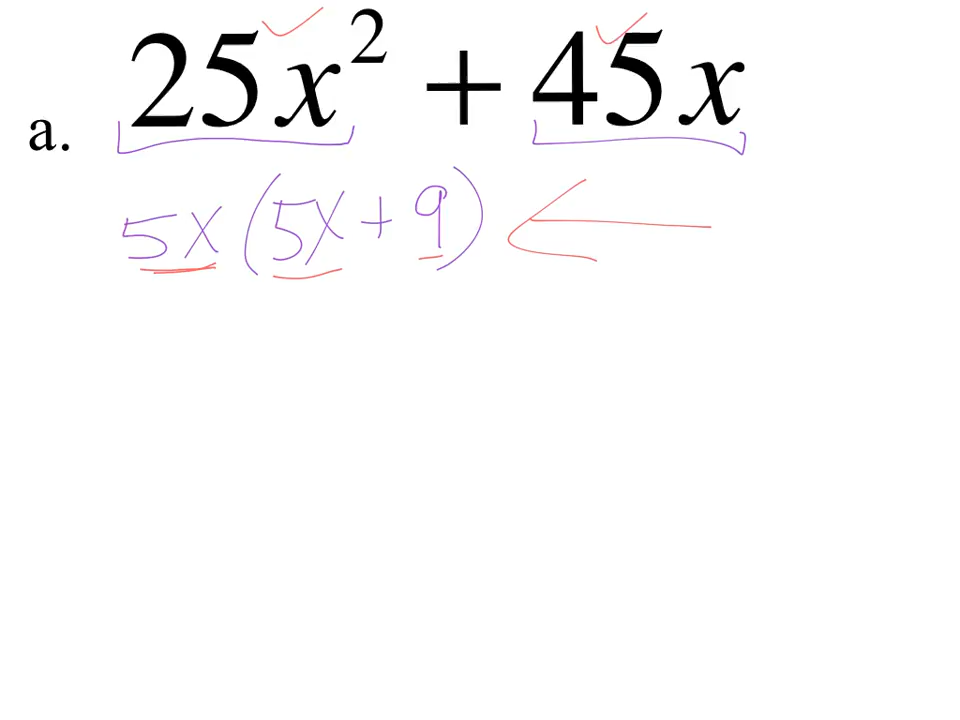 a. 25x² + 45x
5x(5x + 9)